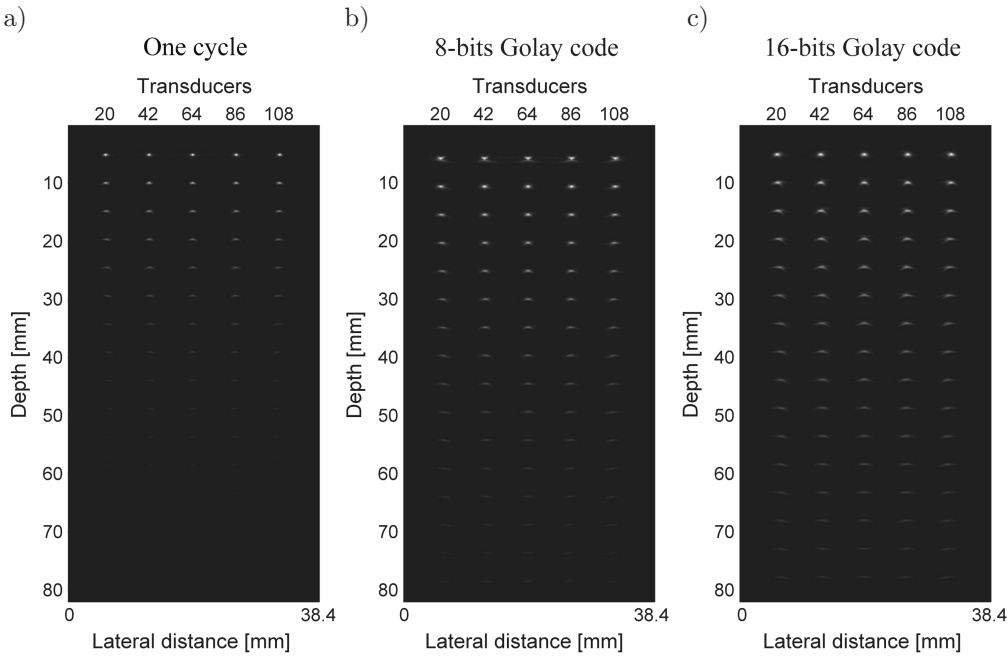 a)
One cycle
Transducers
20 42 64 86 108
10
20
30
40
50
60
70
80
Depth [mm]
0 38.4
Lateral distance [mm]
b)
8-bits Golay code
Transducers
20 42 64 86 108
10
20
30
40
50
60
70
80
Depth [mm]
0 38.4
Lateral distance [mm]
c)
16-bits Golay code
Transducers
20 42 64 86 108
10
20
30
40
50
60
70
80
Depth [mm]
0 38.4
Lateral distance [mm]